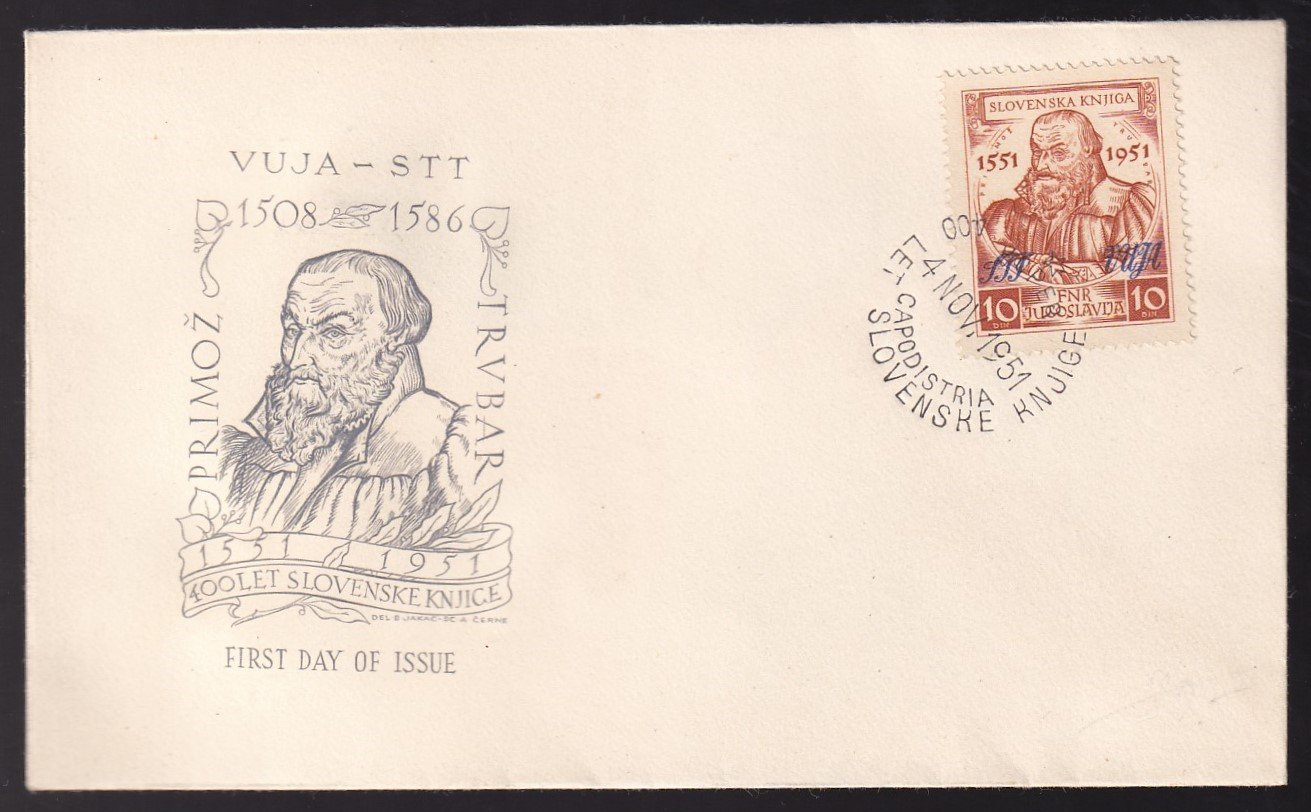 VUJA – STT
1508 1586
PRIMOŽ
TRVBAR
1551 1951
400 LET SLOVENSKE KNJIGE
DEL·B·JAKAC·SC A ČERNE
FIRST DAY OF ISSUE
SLOVENSKA KNJIGA
1551 1951
STT VUJA
10 DIN
FNR
JUGOSLAVIJA
10 DIN
400 LET SLOVENSKE KNJIGE
-4 NOV. 1951
CAPODISTRIA